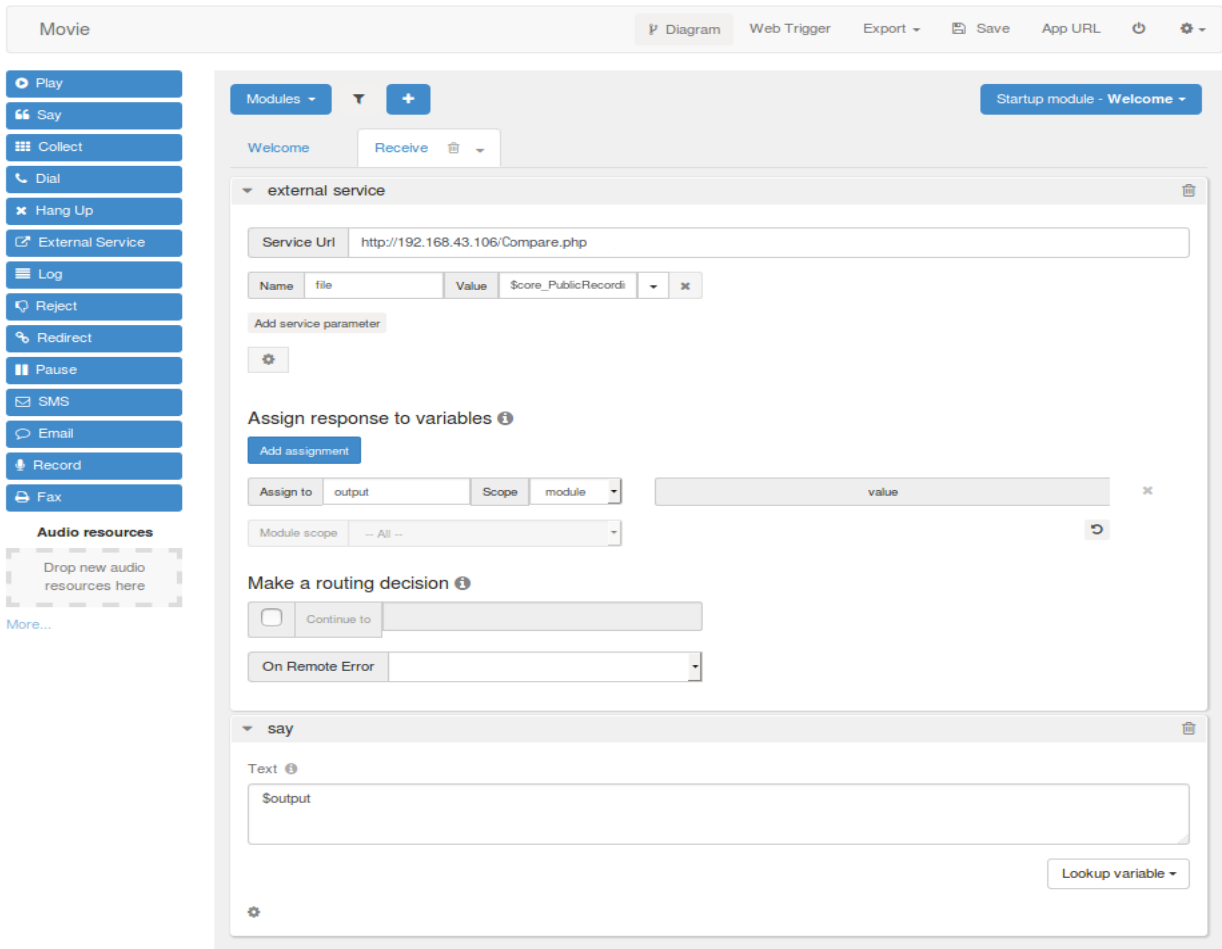 Movie
Diagram Web Trigger Export Save App URL
Play
Say
Collect
Dial
Hang Up
External Service
Log
Reject
Redirect
Pause
SMS
Email
Record
Fax
Audio resources
Drop new audio
resources here
More...
Modules
Startup module - Welcome
Welcome Receive
external service
Service Url http://192.168.43.106/Compare.php
Name file Value $core_PublicRecordi
Add service parameter
Assign response to variables
Add assignment
Assign to output Scope module value
Module scope -- All --
Make a routing decision
Continue to
On Remote Error
say
Text
$output
Lookup variable